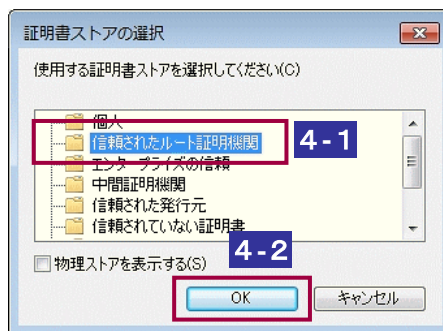 証明書ストアの選択
使用する証明書ストアを選択してください(C)
個人
信頼されたルート証明機関
4-1
エンタープライズの信頼
中間証明機関
信頼された発行元
信頼されていない証明書
4-2
物理ストアを表示する(S)
OK
キャンセル